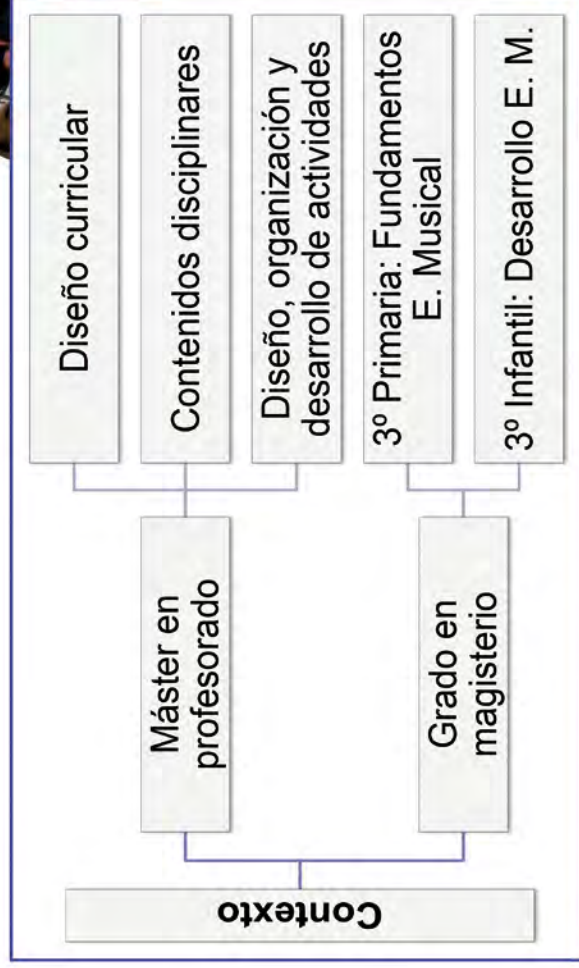 Contexto
Máster en
profesorado
Diseño curricular
Contenidos disciplinares
Diseño, organización y
desarrollo de actividades
Grado en
magisterio
3º Primaria: Fundamentos
E. Musical
3º Infantil: Desarrollo E. M.